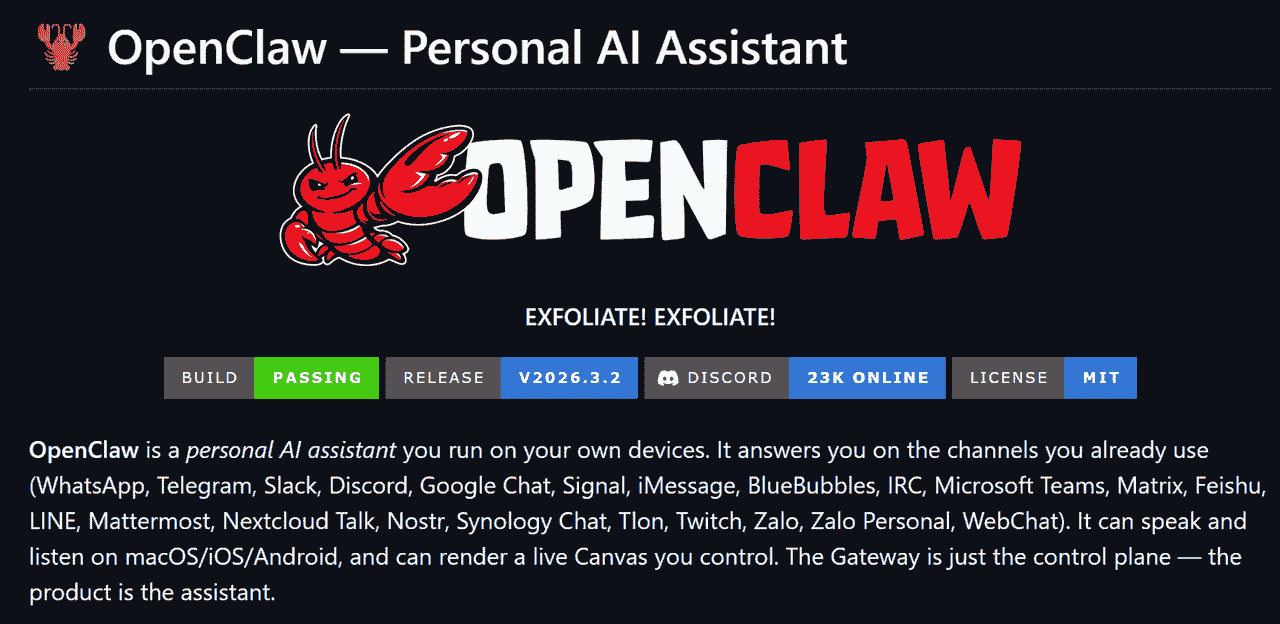 OpenClaw — Personal AI Assistant
OPENCLAW
EXFOLIATE! EXFOLIATE!
BUILD PASSING RELEASE V2026.3.2 DISCORD 23K ONLINE LICENSE MIT
OpenClaw is a personal AI assistant you run on your own devices. It answers you on the channels you already use
(WhatsApp, Telegram, Slack, Discord, Google Chat, Signal, iMessage, BlueBubbles, IRC, Microsoft Teams, Matrix, Feishu,
LINE, Mattermost, Nextcloud Talk, Nostr, Synology Chat, Tlon, Twitch, Zalo, Zalo Personal, WebChat). It can speak and
listen on macOS/iOS/Android, and can render a live Canvas you control. The Gateway is just the control plane — the
product is the assistant.